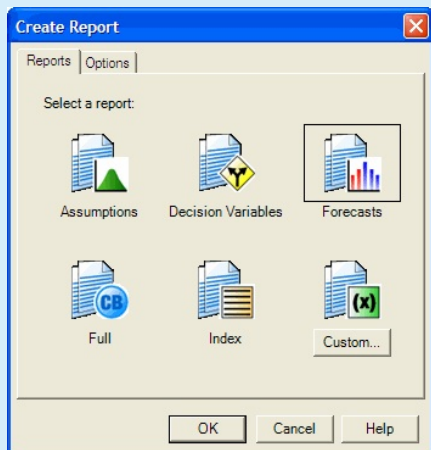 Create Report
Reports Options
Select a report:
Assumptions Decision Variables Forecasts
CB (x)
Full Index Custom...
OK Cancel Help